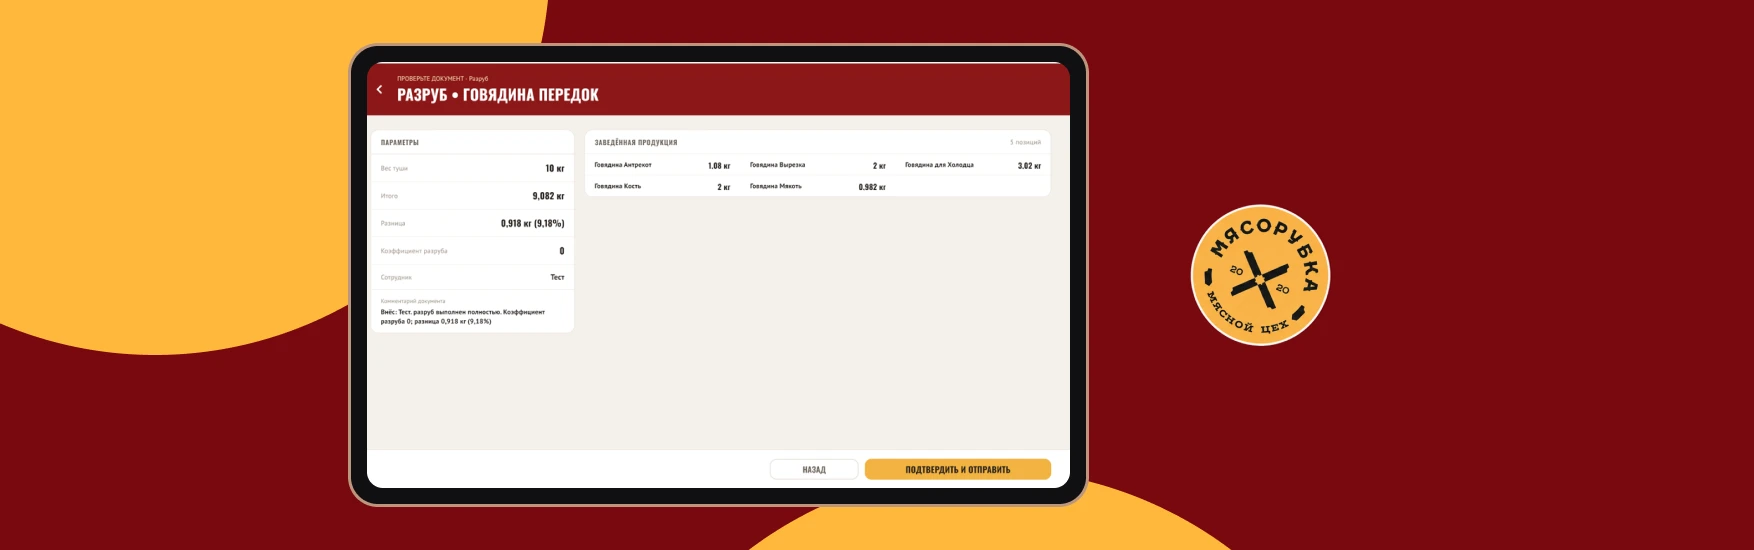 ПРОВЕРЬТЕ ДОКУМЕНТ · Разруб
РАЗРУБ • ГОВЯДИНА ПЕРЕДОК
ПАРАМЕТРЫ
Вес туши 10 кг
Итого 9,082 кг
Разница 0,918 кг (9,18%)
Коэффициент разруба 0
Сотрудник Тест
Комментарий документа
Внёс: Тест. разруб выполнен полностью. Коэффициент
разруба 0; разница 0,918 кг (9,18%)
ЗАВЕДЁННАЯ ПРОДУКЦИЯ 5 позиций
Говядина Антрекот 1.08 кг Говядина Вырезка 2 кг Говядина для Холодца 3.02 кг
Говядина Кость 2 кг Говядина Мякоть 0.982 кг
НАЗАД ПОДТВЕРДИТЬ И ОТПРАВИТЬ
МЯСОРУБКА
20 20
МЯСНОЙ ЦЕХ